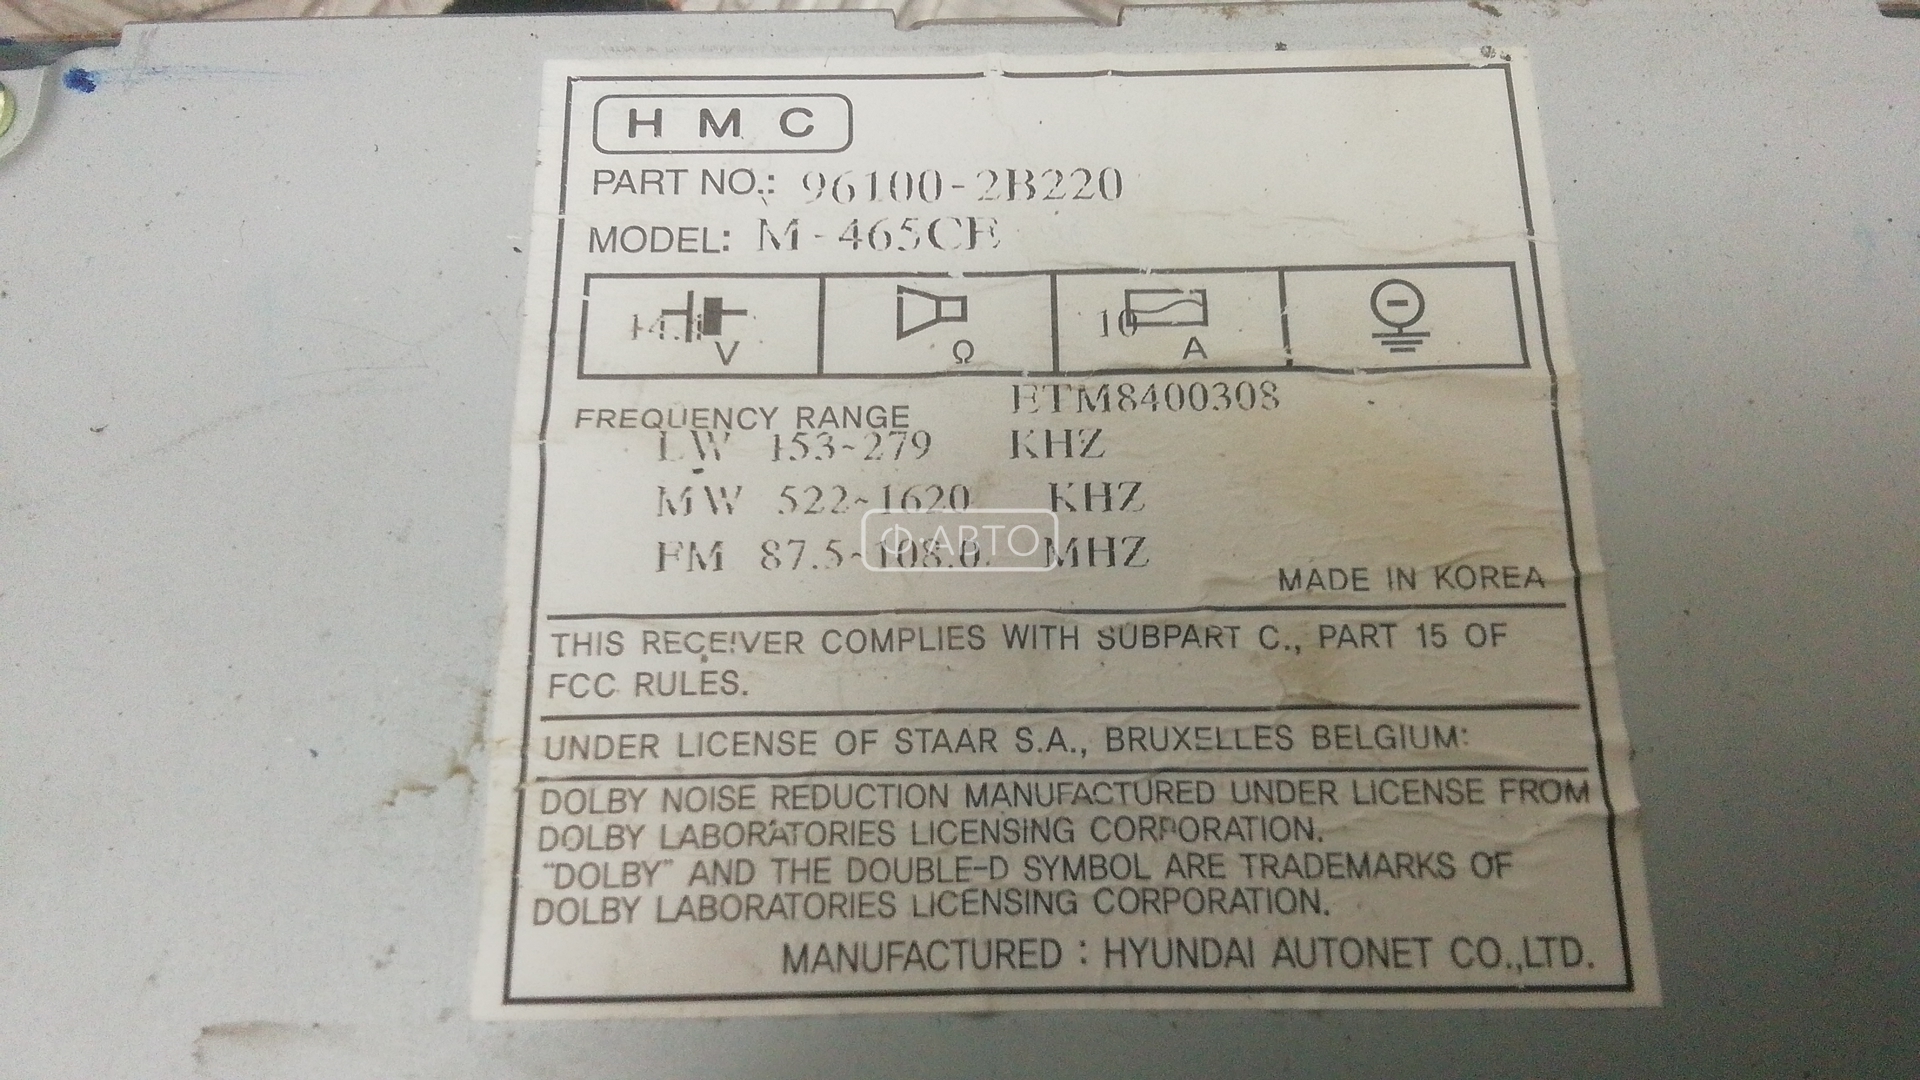 HMC
PART NO.: 96100-2B220
MODEL: M-465CE
V Ω 10 A
ETM8400308
FREQUENCY RANGE
LW 153~279 KHZ
MW 522~1620 KHZ
FM 87.5~108.0 MHZ
Ф·АВТО
MADE IN KOREA
THIS RECEIVER COMPLIES WITH SUBPART C., PART 15 OF
FCC RULES.
UNDER LICENSE OF STAAR S.A., BRUXELLES BELGIUM:
DOLBY NOISE REDUCTION MANUFACTURED UNDER LICENSE FROM
DOLBY LABORATORIES LICENSING CORPORATION.
"DOLBY" AND THE DOUBLE-D SYMBOL ARE TRADEMARKS OF
DOLBY LABORATORIES LICENSING CORPORATION.
MANUFACTURED : HYUNDAI AUTONET CO.,LTD.